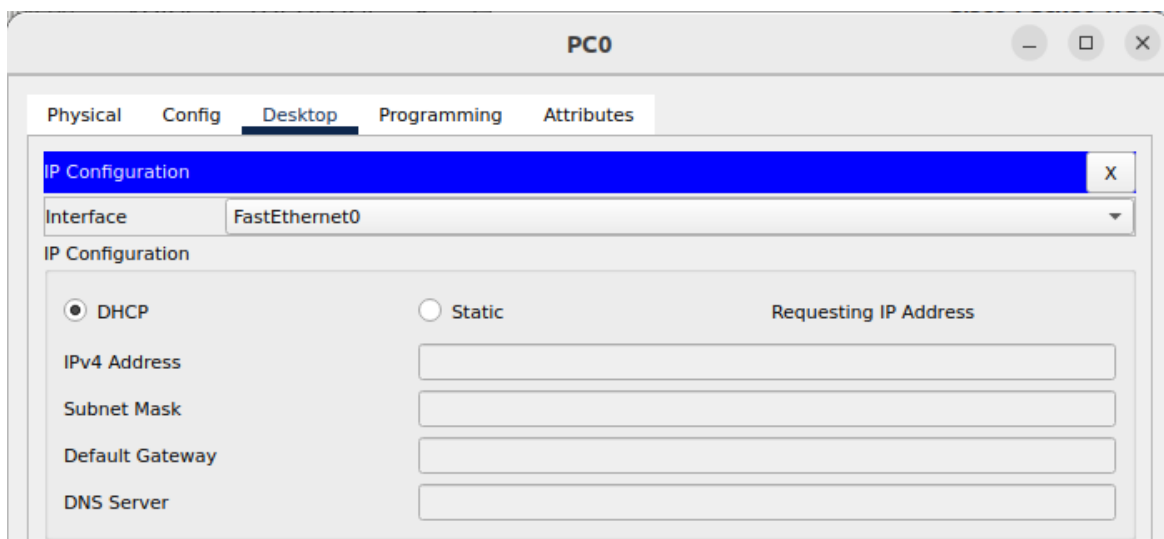 PC0
Physical Config Desktop Programming Attributes
IP Configuration X
Interface FastEthernet0
IP Configuration
DHCP Static Requesting IP Address
IPv4 Address
Subnet Mask
Default Gateway
DNS Server